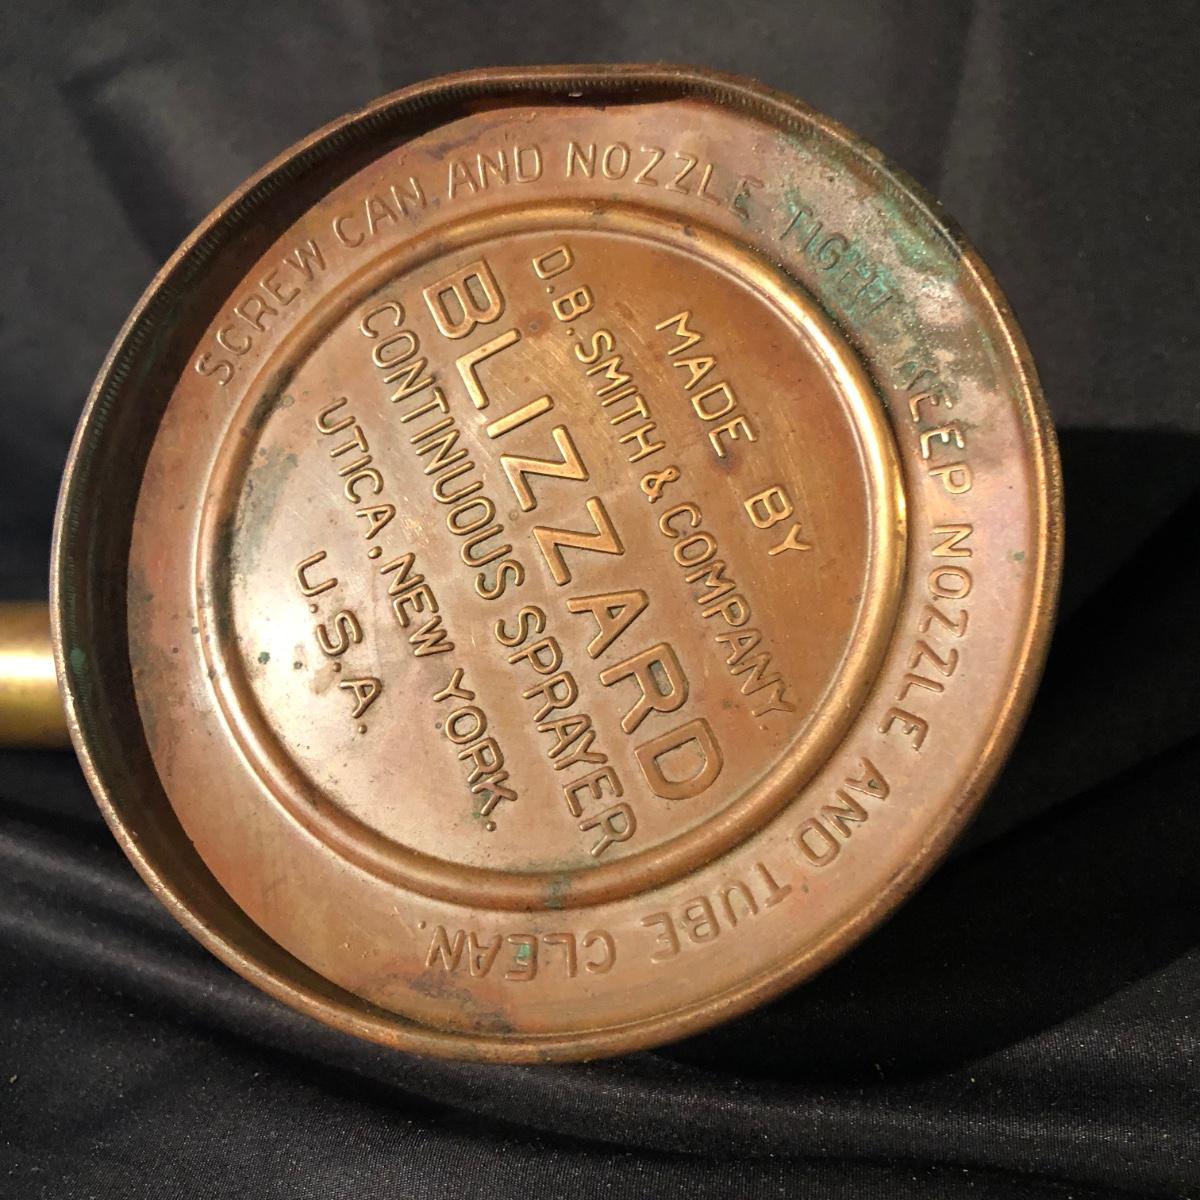 MADE BY
D.B. SMITH & COMPANY
BLIZZARD
CONTINUOUS SPRAYER
UTICA, NEW YORK.
U.S.A.
SCREW CAN AND NOZZLE TIGHT KEEP NOZZLE AND TUBE CLEAN.